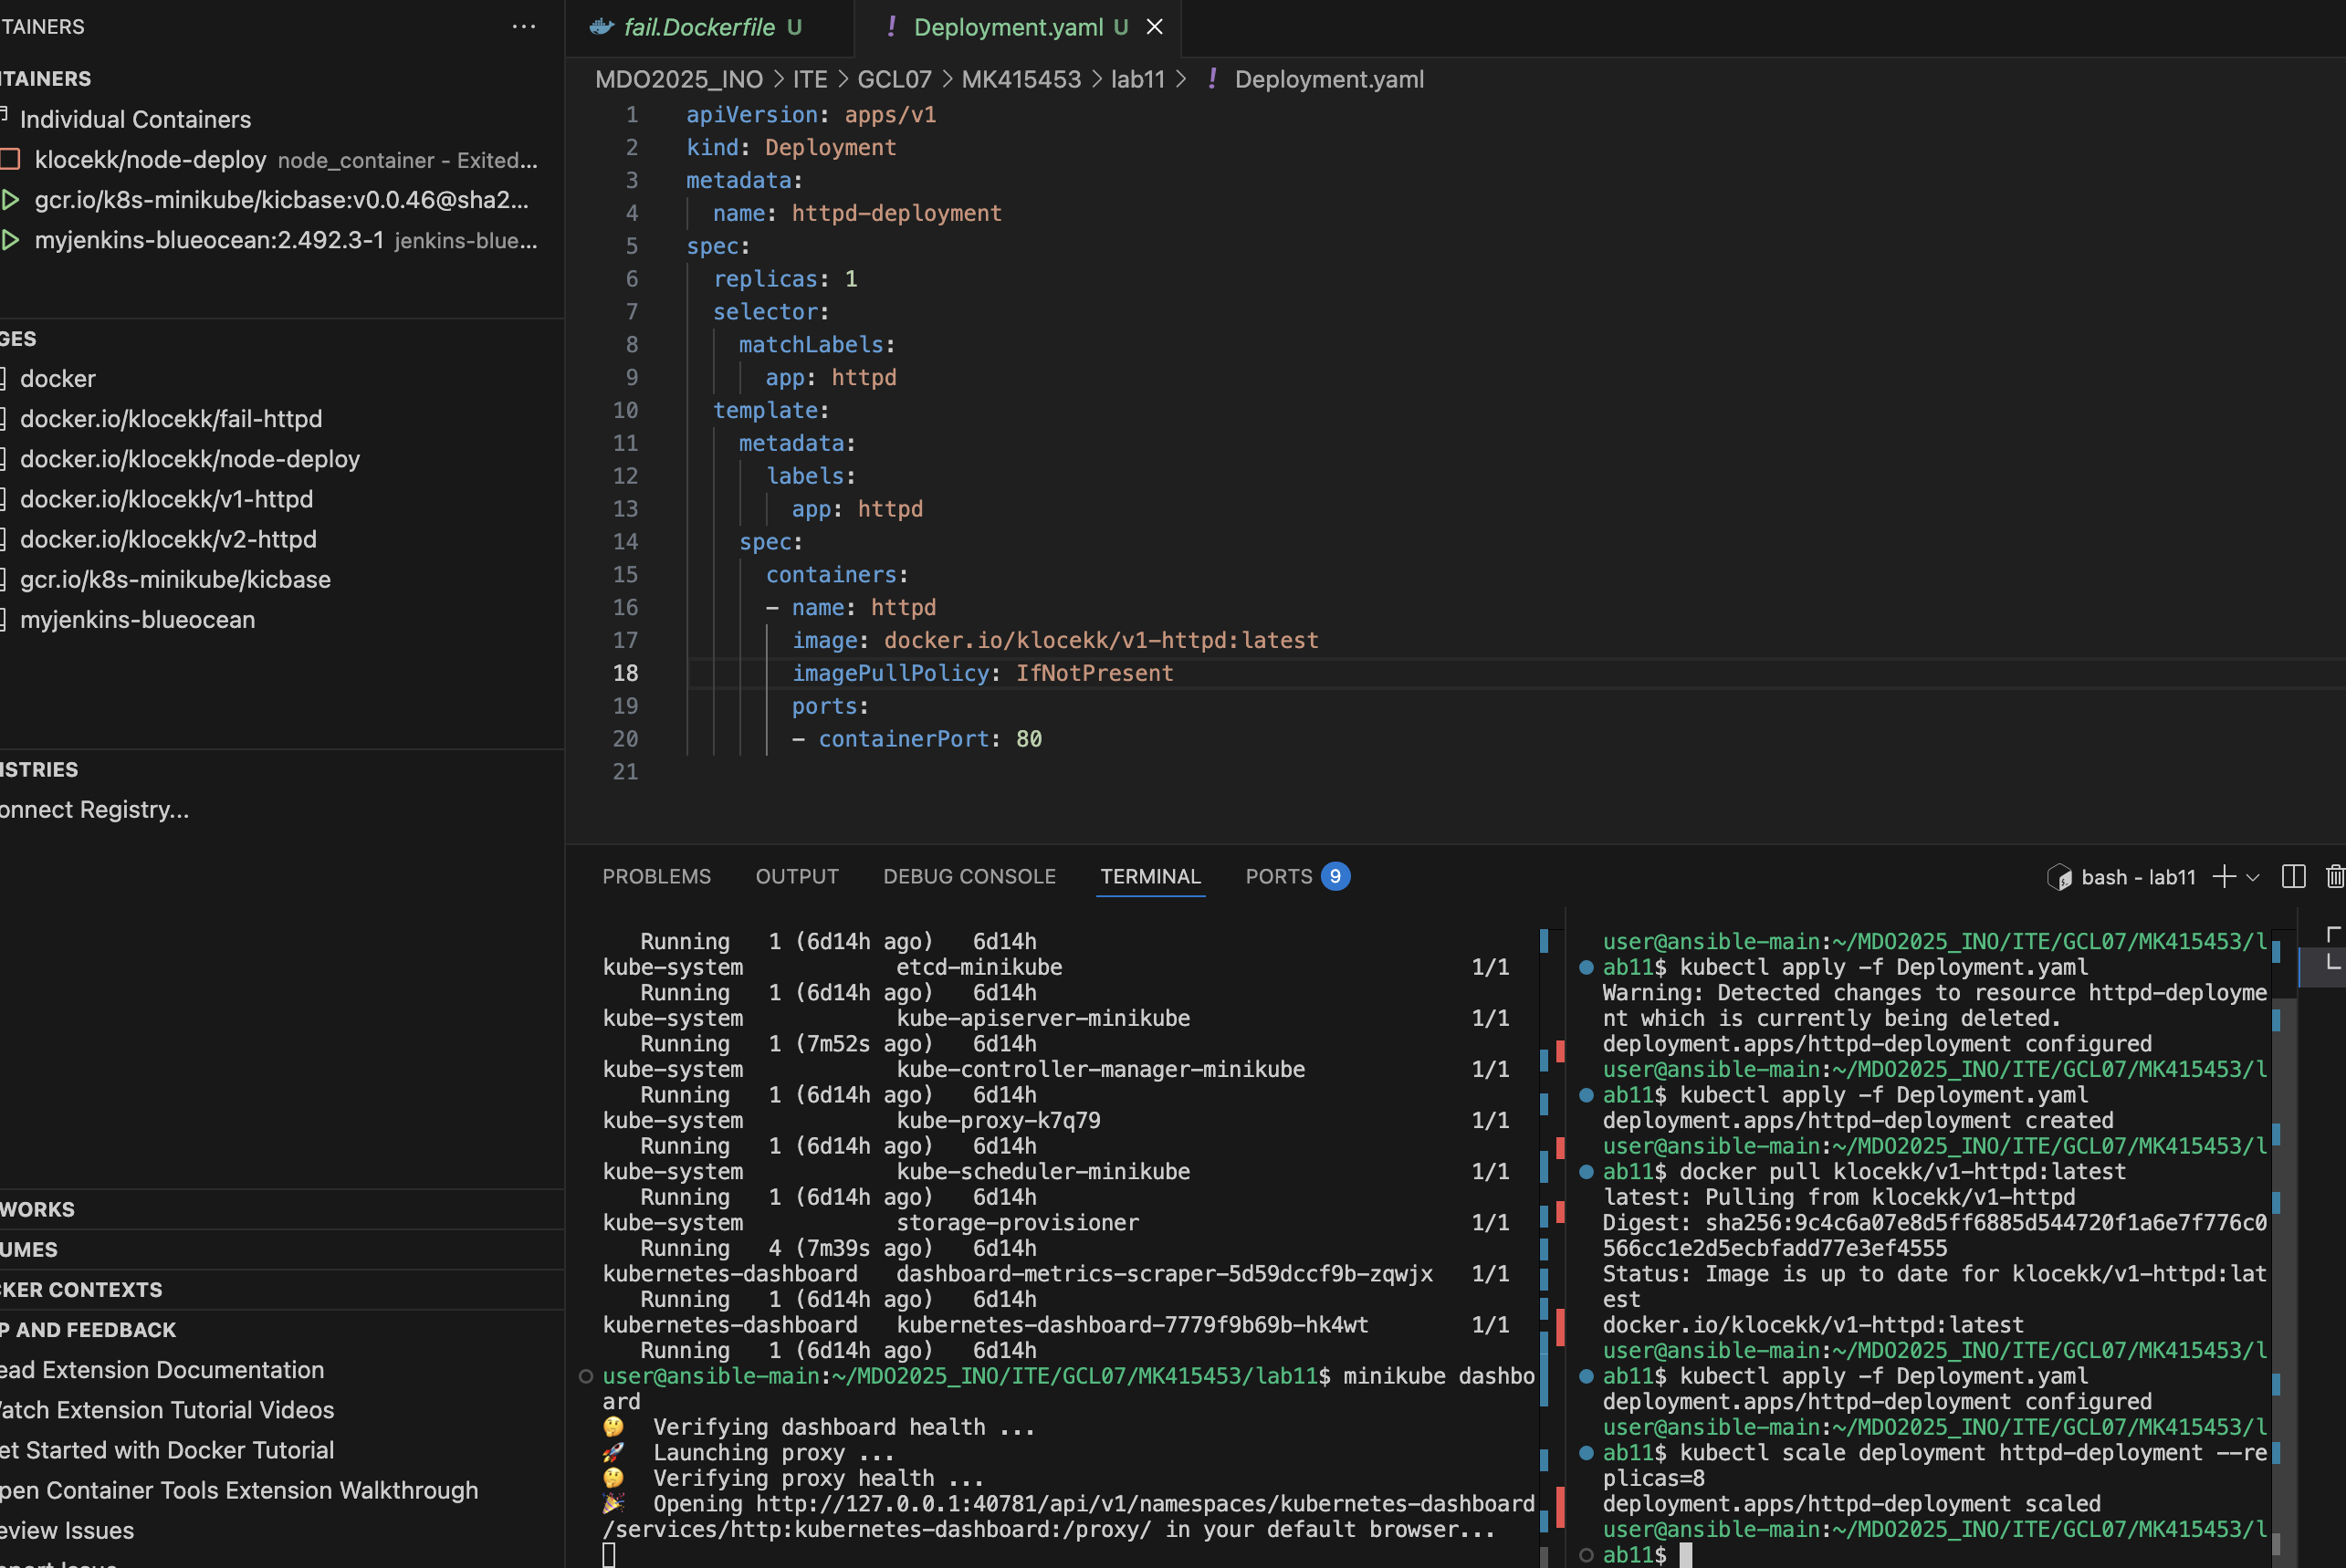 TAINERS
···
TAINERS
Individual Containers
klocekk/node-deploy node_container - Exited...
gcr.io/k8s-minikube/kicbase:v0.0.46@sha2...
myjenkins-blueocean:2.492.3-1 jenkins-blue...
GES
docker
docker.io/klocekk/fail-httpd
docker.io/klocekk/node-deploy
docker.io/klocekk/v1-httpd
docker.io/klocekk/v2-httpd
gcr.io/k8s-minikube/kicbase
myjenkins-blueocean
ISTRIES
onnect Registry...
WORKS
UMES
KER CONTEXTS
P AND FEEDBACK
ead Extension Documentation
atch Extension Tutorial Videos
et Started with Docker Tutorial
pen Container Tools Extension Walkthrough
eview Issues
fail.Dockerfile U
! Deployment.yaml U
MDO2025_INO > ITE > GCL07 > MK415453 > lab11 > ! Deployment.yaml
1 apiVersion: apps/v1
2 kind: Deployment
3 metadata:
4 name: httpd-deployment
5 spec:
6 replicas: 1
7 selector:
8 matchLabels:
9 app: httpd
10 template:
11 metadata:
12 labels:
13 app: httpd
14 spec:
15 containers:
16 - name: httpd
17 image: docker.io/klocekk/v1-httpd:latest
18 imagePullPolicy: IfNotPresent
19 ports:
20 - containerPort: 80
21
PROBLEMS OUTPUT DEBUG CONSOLE TERMINAL PORTS 9
bash - lab11
Running 1 (6d14h ago) 6d14h
kube-system etcd-minikube 1/1
Running 1 (6d14h ago) 6d14h
kube-system kube-apiserver-minikube 1/1
Running 1 (7m52s ago) 6d14h
kube-system kube-controller-manager-minikube 1/1
Running 1 (6d14h ago) 6d14h
kube-system kube-proxy-k7q79 1/1
Running 1 (6d14h ago) 6d14h
kube-system kube-scheduler-minikube 1/1
Running 1 (6d14h ago) 6d14h
kube-system storage-provisioner 1/1
Running 4 (7m39s ago) 6d14h
kubernetes-dashboard dashboard-metrics-scraper-5d59dccf9b-zqwjx 1/1
Running 1 (6d14h ago) 6d14h
kubernetes-dashboard kubernetes-dashboard-7779f9b69b-hk4wt 1/1
Running 1 (6d14h ago) 6d14h
user@ansible-main:~/MDO2025_INO/ITE/GCL07/MK415453/lab11$ minikube dashbo
ard
🤔 Verifying dashboard health ...
🚀 Launching proxy ...
🤔 Verifying proxy health ...
🎉 Opening http://127.0.0.1:40781/api/v1/namespaces/kubernetes-dashboard
/services/http:kubernetes-dashboard:/proxy/ in your default browser...
user@ansible-main:~/MDO2025_INO/ITE/GCL07/MK415453/l
ab11$ kubectl apply -f Deployment.yaml
Warning: Detected changes to resource httpd-deployme
nt which is currently being deleted.
deployment.apps/httpd-deployment configured
user@ansible-main:~/MDO2025_INO/ITE/GCL07/MK415453/l
ab11$ kubectl apply -f Deployment.yaml
deployment.apps/httpd-deployment created
user@ansible-main:~/MDO2025_INO/ITE/GCL07/MK415453/l
ab11$ docker pull klocekk/v1-httpd:latest
latest: Pulling from klocekk/v1-httpd
Digest: sha256:9c4c6a07e8d5ff6885d544720f1a6e7f776c0
566cc1e2d5ecbfadd77e3ef4555
Status: Image is up to date for klocekk/v1-httpd:lat
est
docker.io/klocekk/v1-httpd:latest
user@ansible-main:~/MDO2025_INO/ITE/GCL07/MK415453/l
ab11$ kubectl apply -f Deployment.yaml
deployment.apps/httpd-deployment configured
user@ansible-main:~/MDO2025_INO/ITE/GCL07/MK415453/l
ab11$ kubectl scale deployment httpd-deployment --re
plicas=8
deployment.apps/httpd-deployment scaled
user@ansible-main:~/MDO2025_INO/ITE/GCL07/MK415453/l
ab11$